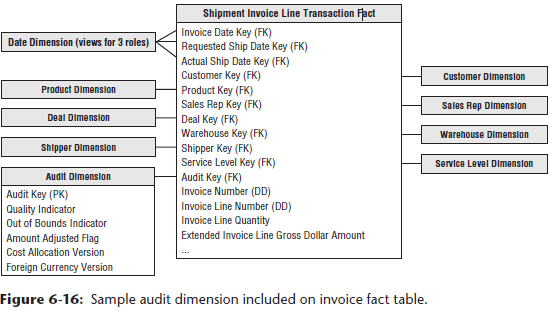 Shipment Invoice Line Transaction Fact
Date Dimension (views for 3 roles)
Product Dimension
Deal Dimension
Shipper Dimension
Audit Dimension
Audit Key (PK)
Quality Indicator
Out of Bounds Indicator
Amount Adjusted Flag
Cost Allocation Version
Foreign Currency Version
Invoice Date Key (FK)
Requested Ship Date Key (FK)
Actual Ship Date Key (FK)
Customer Key (FK)
Product Key (FK)
Sales Rep Key (FK)
Deal Key (FK)
Warehouse Key (FK)
Shipper Key (FK)
Service Level Key (FK)
Audit Key (FK)
Invoice Number (DD)
Invoice Line Number (DD)
Invoice Line Quantity
Extended Invoice Line Gross Dollar Amount
...
Customer Dimension
Sales Rep Dimension
Warehouse Dimension
Service Level Dimension
Figure 6-16: Sample audit dimension included on invoice fact table.